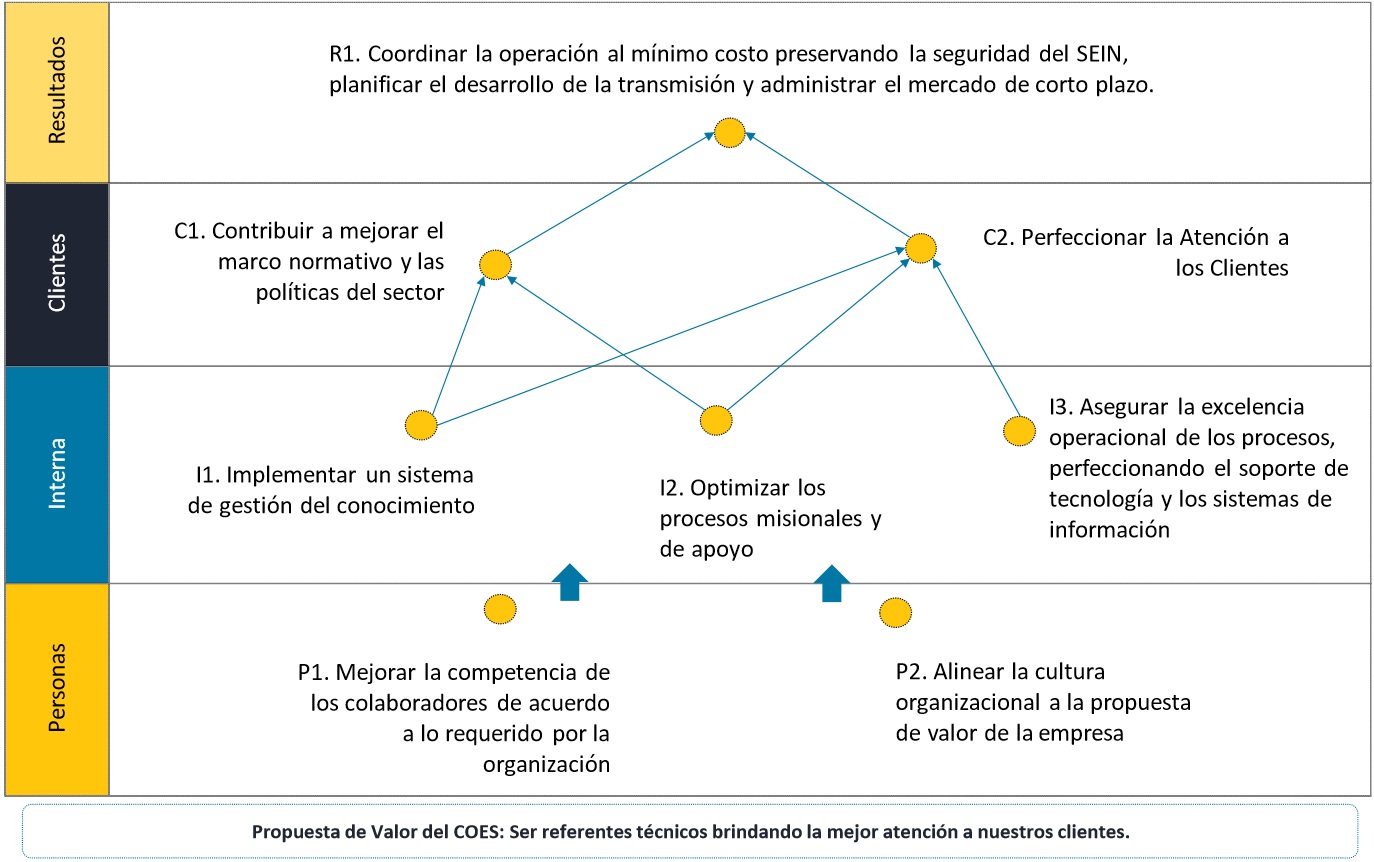 Resultados
R1. Coordinar la operación al mínimo costo preservando la seguridad del SEIN,
planificar el desarrollo de la transmisión y administrar el mercado de corto plazo.
Clientes
C1. Contribuir a mejorar el
marco normativo y las
políticas del sector
C2. Perfeccionar la Atención a
los Clientes
Interna
I1. Implementar un sistema
de gestión del conocimiento
I2. Optimizar los
procesos misionales y
de apoyo
I3. Asegurar la excelencia
operacional de los procesos,
perfeccionando el soporte de
tecnología y los sistemas de
información
Personas
P1. Mejorar la competencia de
los colaboradores de acuerdo
a lo requerido por la
organización
P2. Alinear la cultura
organizacional a la propuesta
de valor de la empresa
Propuesta de Valor del COES: Ser referentes técnicos brindando la mejor atención a nuestros clientes.